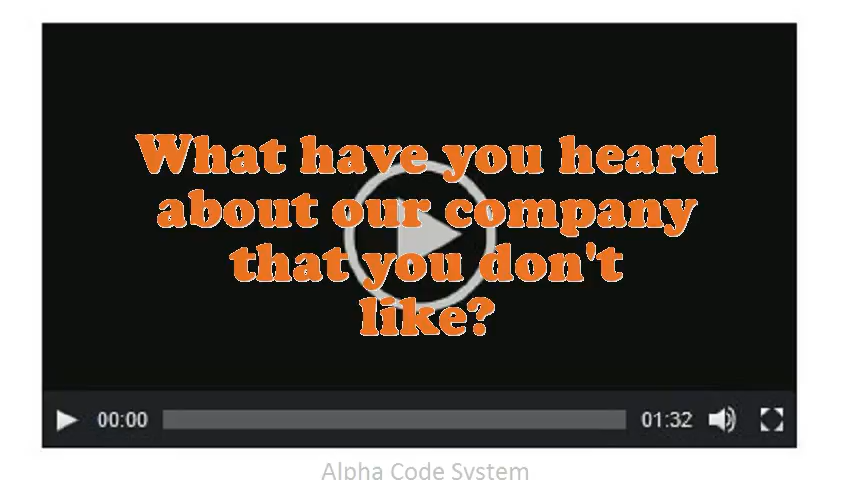 What have you heard
about our company
that you don't
like?
00:00 01:32
Alpha Code System